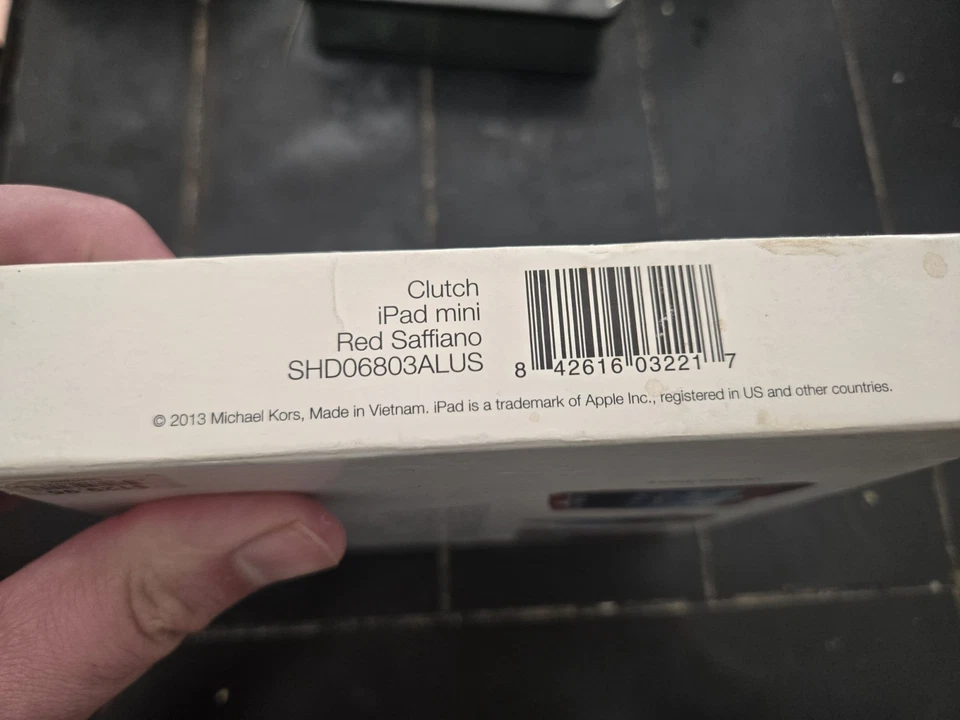 Clutch
iPad mini
Red Saffiano
SHD06803ALUS
8 42616 03221 7
© 2013 Michael Kors, Made in Vietnam. iPad is a trademark of Apple Inc., registered in US and other countries.